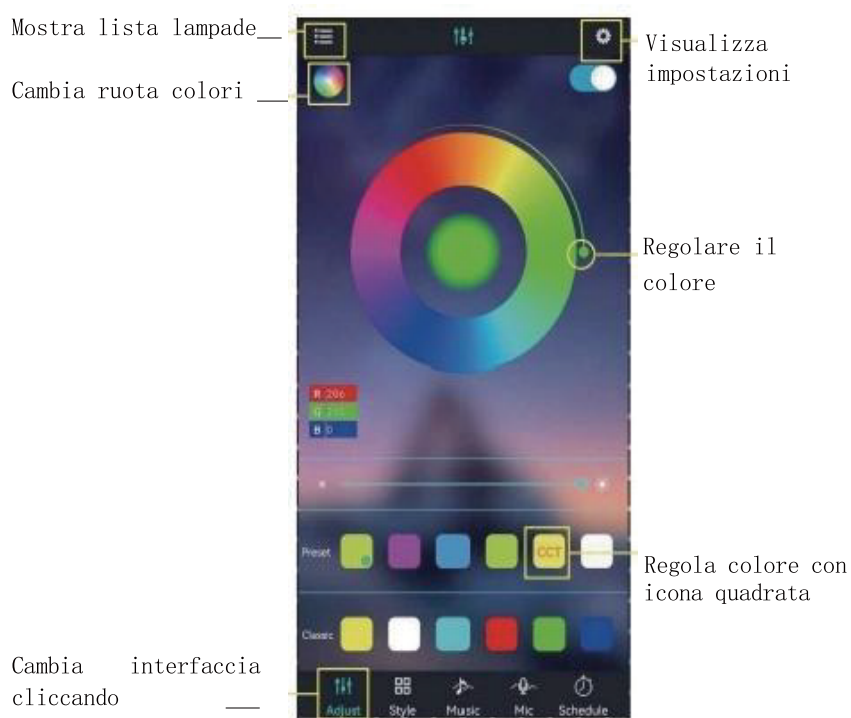 Mostra lista lampade
Visualizza
impostazioni
Cambia ruota colori
Regolare il
colore
R 206
G
B 0
Preset
CCT
Regola colore con
icona quadrata
Classic
Cambia interfaccia
cliccando
Adjust Style Music Mic Schedule